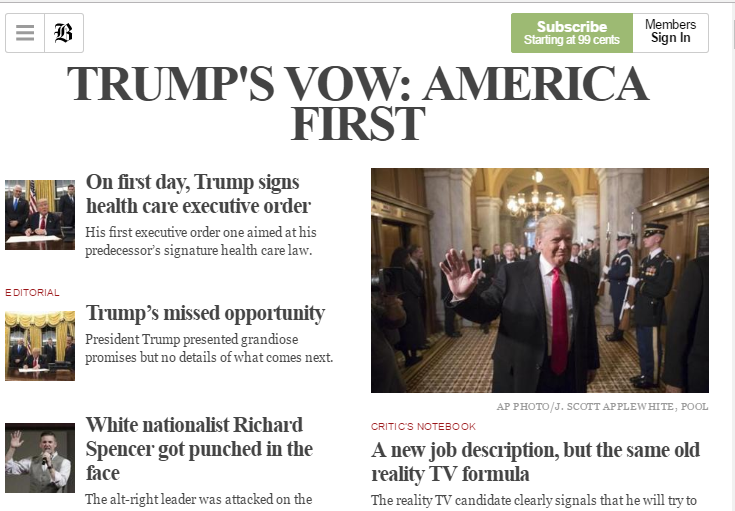 B
Subscribe
Starting at 99 cents
Members
Sign In
TRUMP'S VOW: AMERICA
FIRST
On first day, Trump signs
health care executive order
His first executive order one aimed at his
predecessor's signature health care law.
EDITORIAL
Trump's missed opportunity
President Trump presented grandiose
promises but no details of what comes next.
White nationalist Richard
Spencer got punched in the
face
The alt-right leader was attacked on the
AP PHOTO/J. SCOTT APPLEWHITE, POOL
CRITIC'S NOTEBOOK
A new job description, but the same old
reality TV formula
The reality TV candidate clearly signals that he will try to